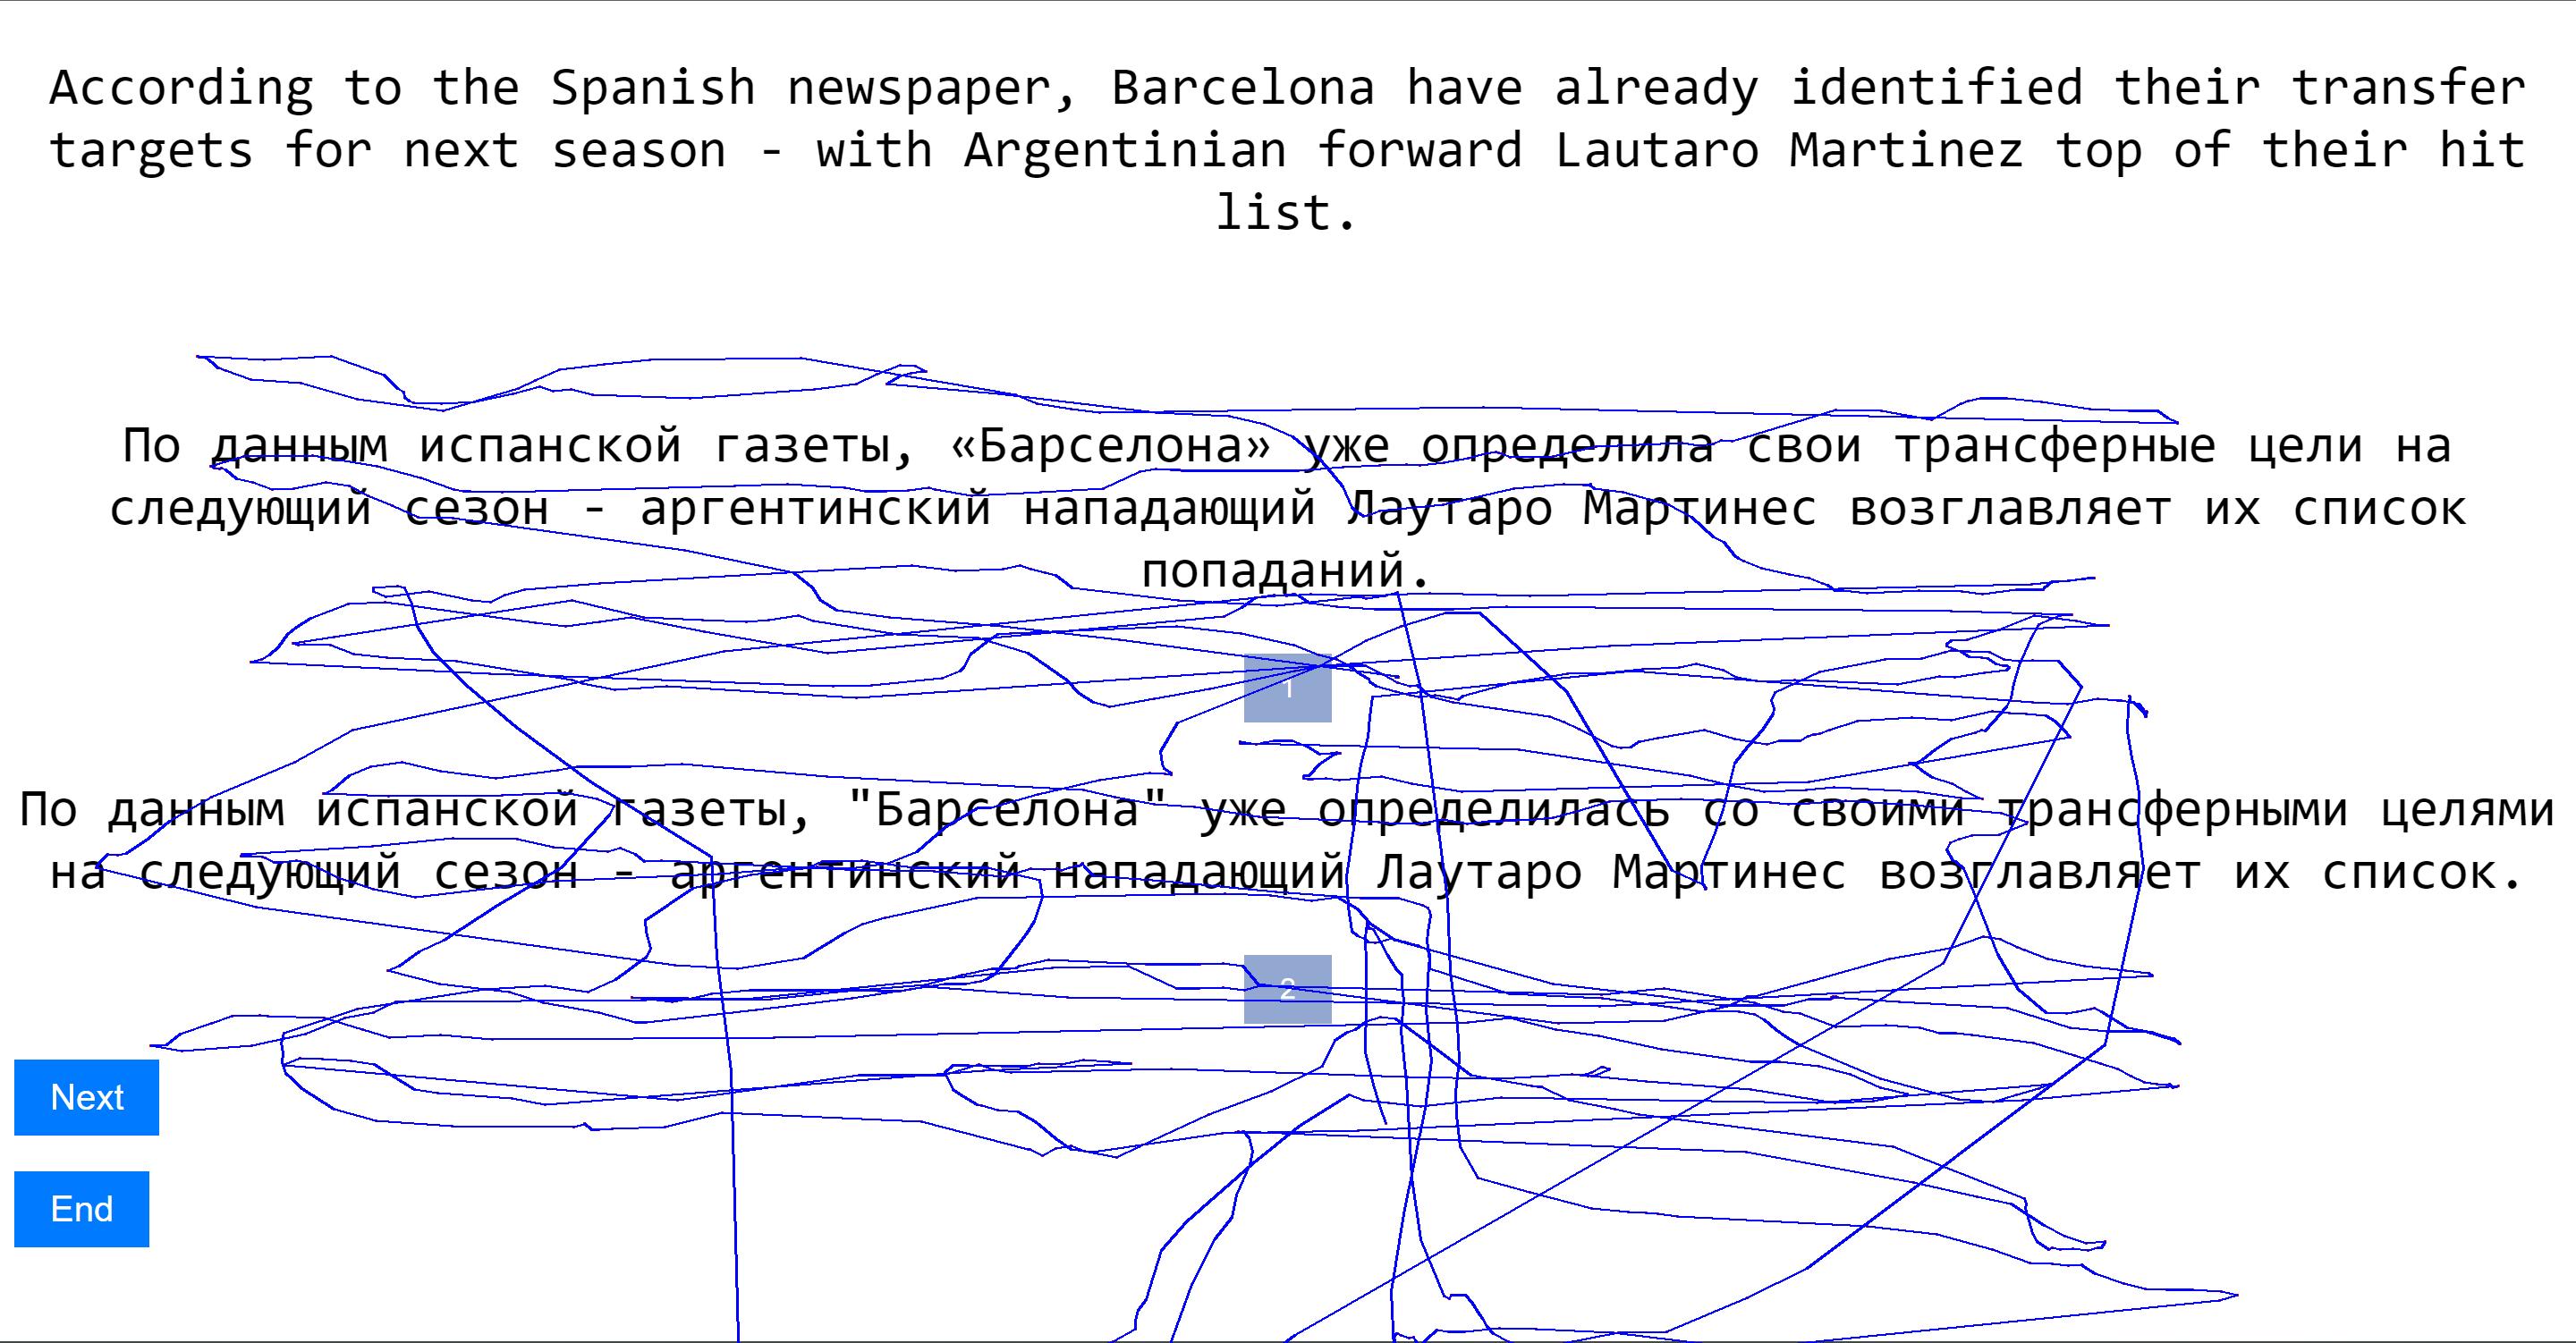 According to the Spanish newspaper, Barcelona have already identified their transfer
targets for next season - with Argentinian forward Lautaro Martinez top of their hit
list.
По данным испанской газеты, «Барселона» уже определила свои трансферные цели на
следующий сезон - аргентинский нападающий Лаутаро Мартинес возглавляет их список
попаданий.
1
По данным испанской газеты, "Барселона" уже определилась со своими трансферными целями
на следующий сезон - аргентинский нападающий Лаутаро Мартинес возглавляет их список.
2
Next
End